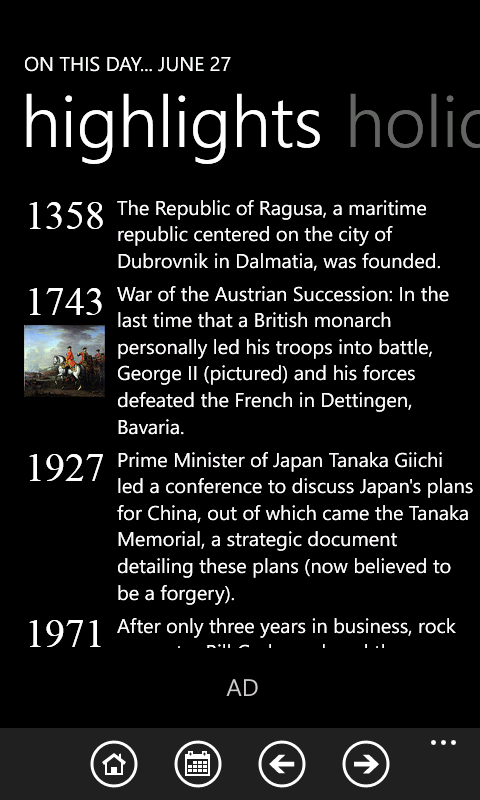 ON THIS DAY... JUNE 27
highlights holic
1358 The Republic of Ragusa, a maritime
republic centered on the city of
Dubrovnik in Dalmatia, was founded.
1743 War of the Austrian Succession: In the
last time that a British monarch
personally led his troops into battle,
George II (pictured) and his forces
defeated the French in Dettingen,
Bavaria.
1927 Prime Minister of Japan Tanaka Giichi
led a conference to discuss Japan's plans
for China, out of which came the Tanaka
Memorial, a strategic document
detailing these plans (now believed to
be a forgery).
1971 After only three years in business, rock
AD